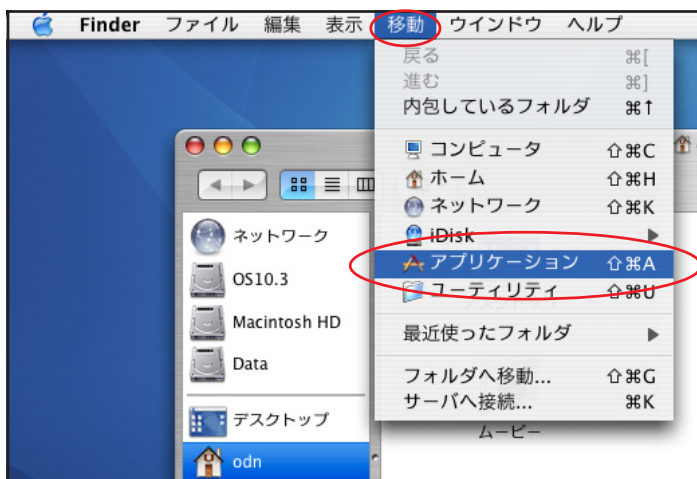 Finder ファイル 編集 表示 移動 ウインドウ ヘルプ
戻る ⌘[
進む ⌘]
内包しているフォルダ ⌘↑
コンピュータ ⇧⌘C
ホーム ⇧⌘H
ネットワーク ⇧⌘K
iDisk ▶
アプリケーション ⇧⌘A
ユーティリティ ⇧⌘U
最近使ったフォルダ ▶
フォルダへ移動... ⇧⌘G
サーバへ接続... ⌘K
ネットワーク
OS10.3
Macintosh HD
Data
デスクトップ
odn
ムービー